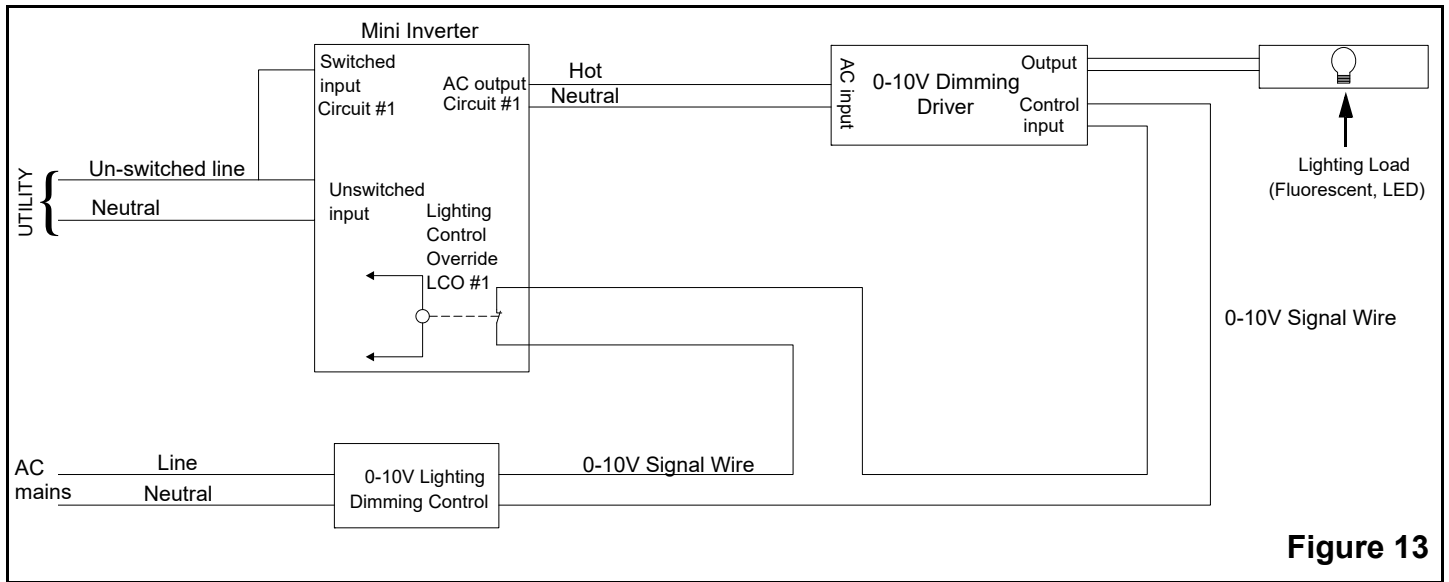 Mini Inverter
Switched
input
Circuit #1
AC output
Circuit #1
Hot
Neutral
AC input
0-10V Dimming
Driver
Output
Control
input
Lighting Load
(Fluorescent, LED)
UTILITY
Un-switched line
Neutral
Unswitched
input
Lighting
Control
Override
LCO #1
0-10V Signal Wire
AC
mains
Line
Neutral
0-10V Lighting
Dimming Control
0-10V Signal Wire
Figure 13